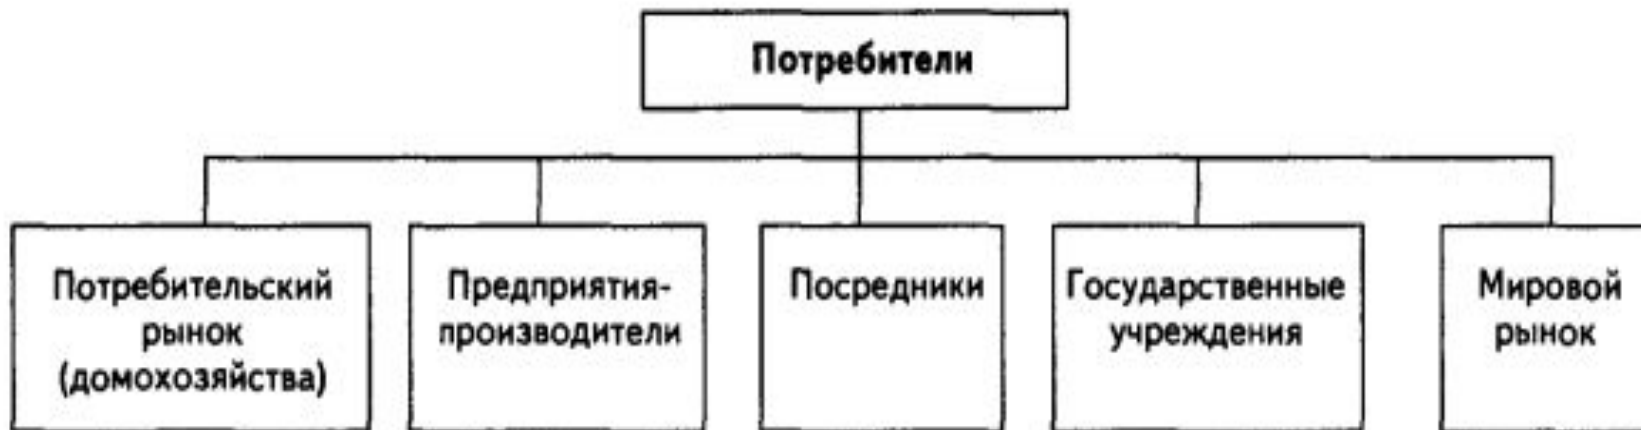 Потребители
Потребительский
рынок
(домохозяйства)
Предприятия-
производители
Посредники
Государственные
учреждения
Мировой
рынок